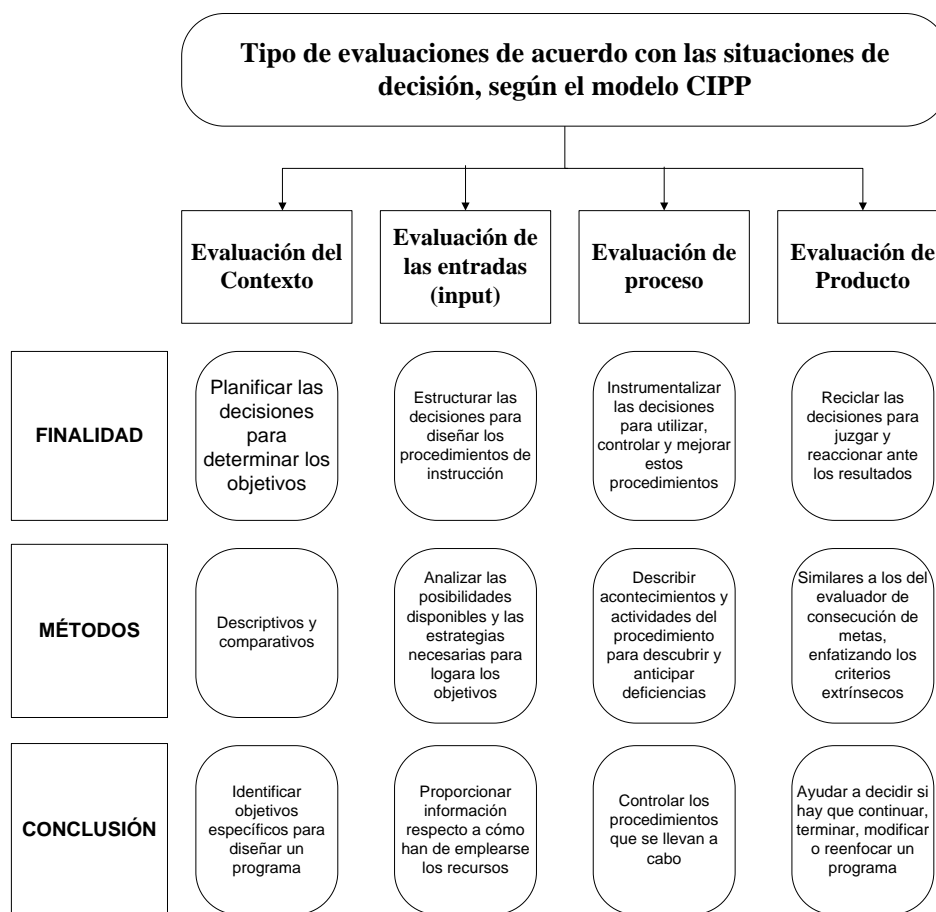 Tipo de evaluaciones de acuerdo con las situaciones de
decisión, según el modelo CIPP
Evaluación del
Contexto
Evaluación de
las entradas
(input)
Evaluación de
proceso
Evaluación de
Producto
FINALIDAD
Planificar las
decisiones
para
determinar los
objetivos
Estructurar las
decisiones para
diseñar los
procedimientos de
instrucción
Instrumentalizar
las decisiones
para utilizar,
controlar y mejorar
estos
procedimientos
Reciclar las
decisiones para
juzgar y
reaccionar ante
los resultados
MÉTODOS
Descriptivos y
comparativos
Analizar las
posibilidades
disponibles y las
estrategias
necesarias para
logara los
objetivos
Describir
acontecimientos y
actividades del
procedimiento
para descubrir y
anticipar
deficiencias
Similares a los del
evaluador de
consecución de
metas,
enfatizando los
criterios
extrínsecos
CONCLUSIÓN
Identificar
objetivos
específicos para
diseñar un
programa
Proporcionar
información
respecto a cómo
han de emplearse
los recursos
Controlar los
procedimientos
que se llevan a
cabo
Ayudar a decidir si
hay que continuar,
terminar, modificar
o reenfocar un
programa